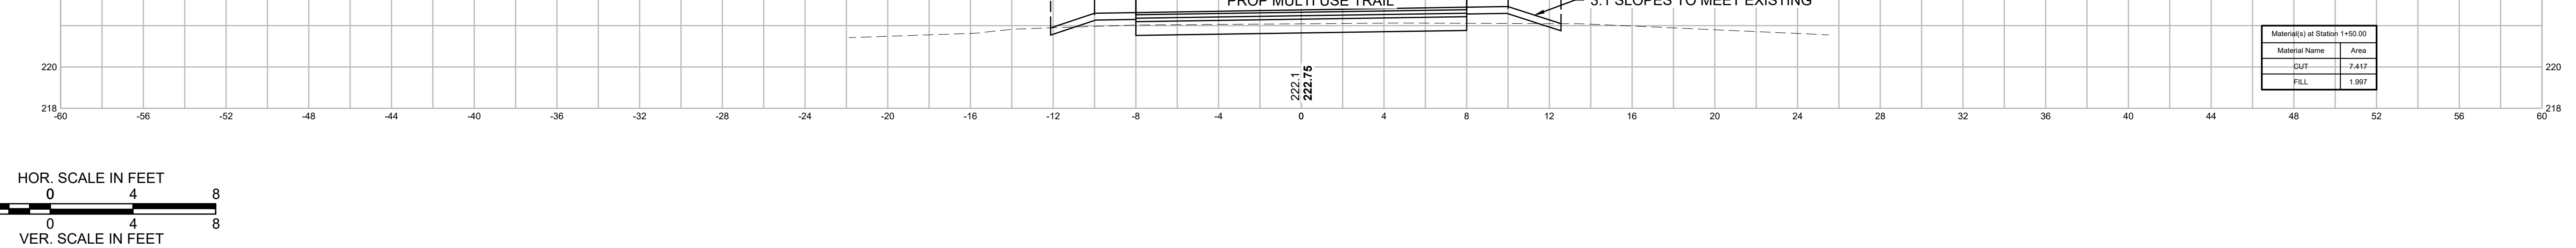 PROP MULTI USE TRAIL
3:1 SLOPES TO MEET EXISTING
Material(s) at Station 1+50.00
Material Name Area
CUT 7.417
FILL 1.997
220 220
218 218
222.1
222.75
-60 -56 -52 -48 -44 -40 -36 -32 -28 -24 -20 -16 -12 -8 -4 0 4 8 12 16 20 24 28 32 36 40 44 48 52 56 60
HOR. SCALE IN FEET
0 4 8
0 4 8
VER. SCALE IN FEET